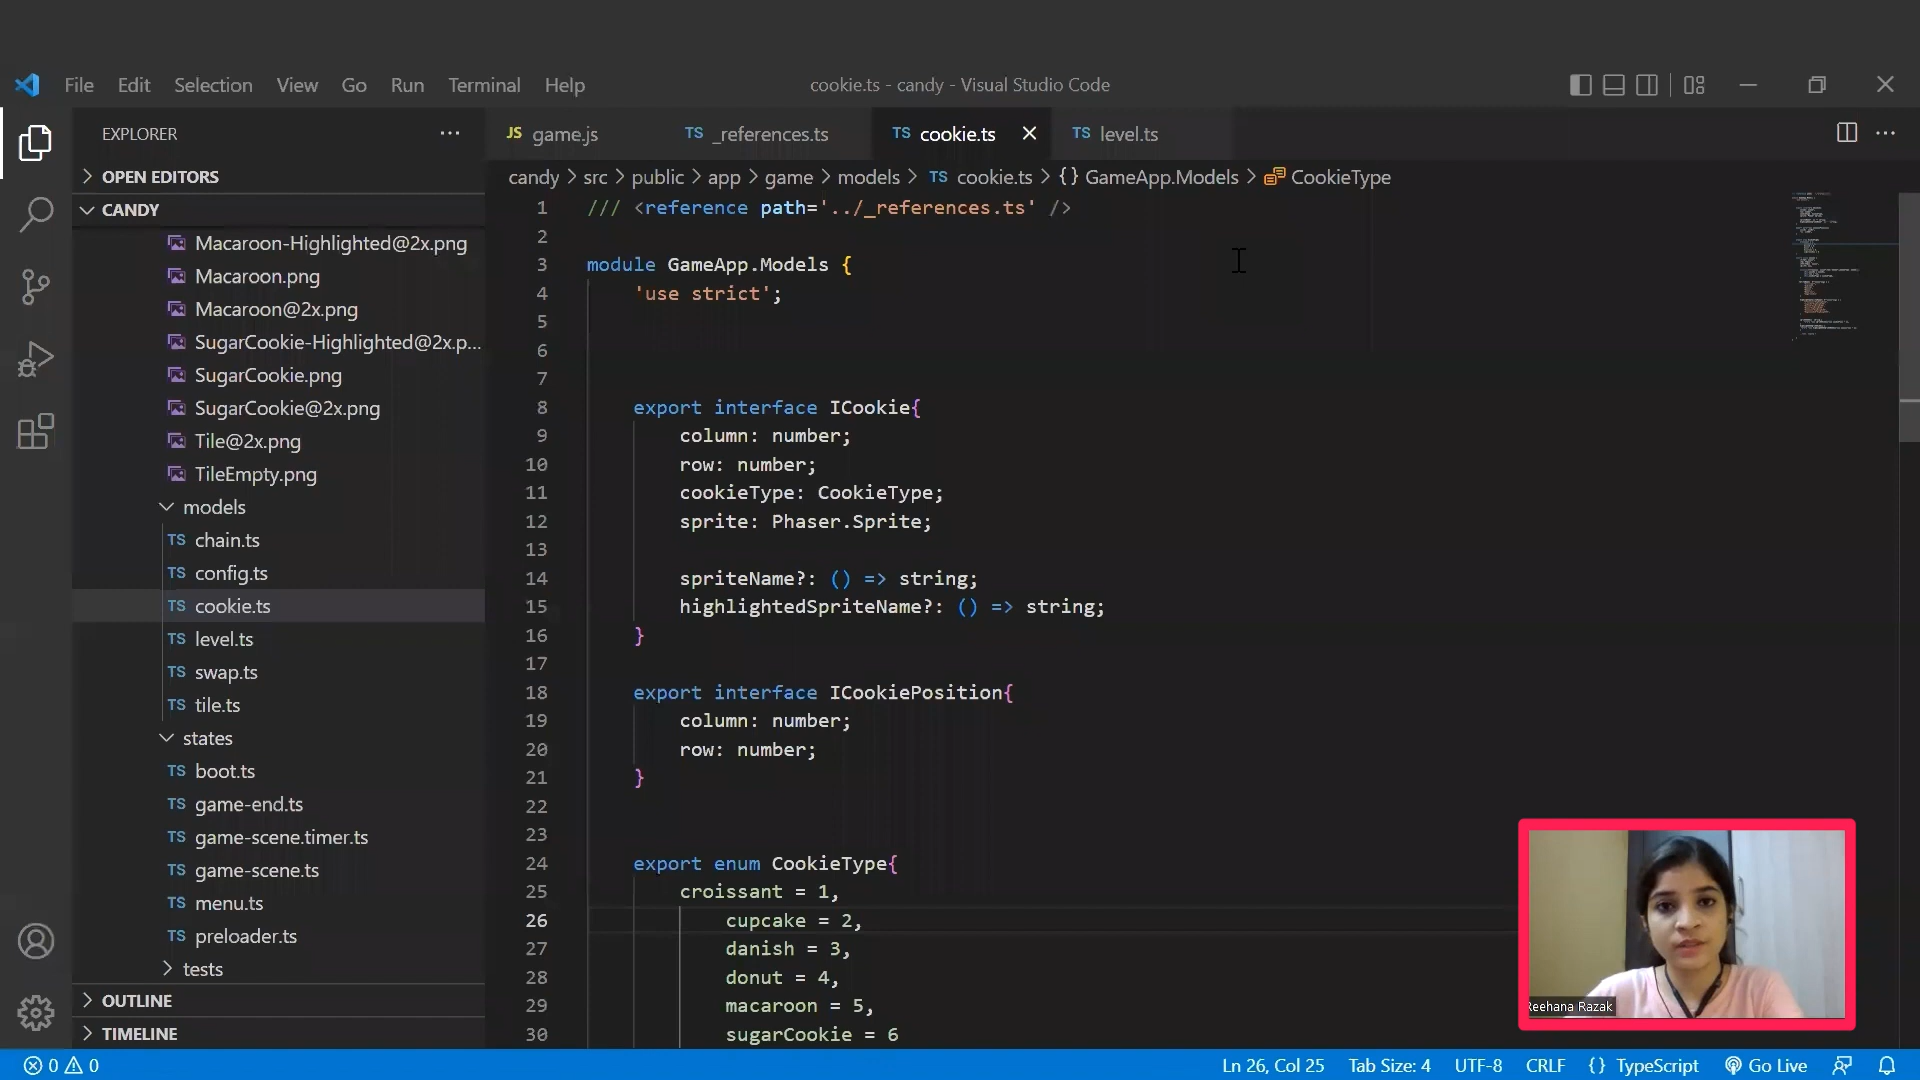 File Edit Selection View Go Run Terminal Help
cookie.ts - candy - Visual Studio Code
EXPLORER
OPEN EDITORS
CANDY
Macaroon-Highlighted@2x.png
Macaroon.png
Macaroon@2x.png
SugarCookie-Highlighted@2x.p...
SugarCookie.png
SugarCookie@2x.png
Tile@2x.png
TileEmpty.png
models
TS chain.ts
TS config.ts
TS cookie.ts
TS level.ts
TS swap.ts
TS tile.ts
states
TS boot.ts
TS game-end.ts
TS game-scene.timer.ts
TS game-scene.ts
TS menu.ts
TS preloader.ts
tests
OUTLINE
TIMELINE
JS game.js TS _references.ts TS cookie.ts TS level.ts
candy > src > public > app > game > models > TS cookie.ts > {} GameApp.Models > CookieType
1 /// <reference path='../_references.ts' />
2
3 module GameApp.Models {
4 'use strict';
5
6
7
8 export interface ICookie{
9 column: number;
10 row: number;
11 cookieType: CookieType;
12 sprite: Phaser.Sprite;
13
14 spriteName?: () => string;
15 highlightedSpriteName?: () => string;
16 }
17
18 export interface ICookiePosition{
19 column: number;
20 row: number;
21 }
22
23
24 export enum CookieType{
25 croissant = 1,
26 cupcake = 2,
27 danish = 3,
28 donut = 4,
29 macaroon = 5,
30 sugarCookie = 6
Reehana Razak
0 0
Ln 26, Col 25 Tab Size: 4 UTF-8 CRLF {} TypeScript Go Live